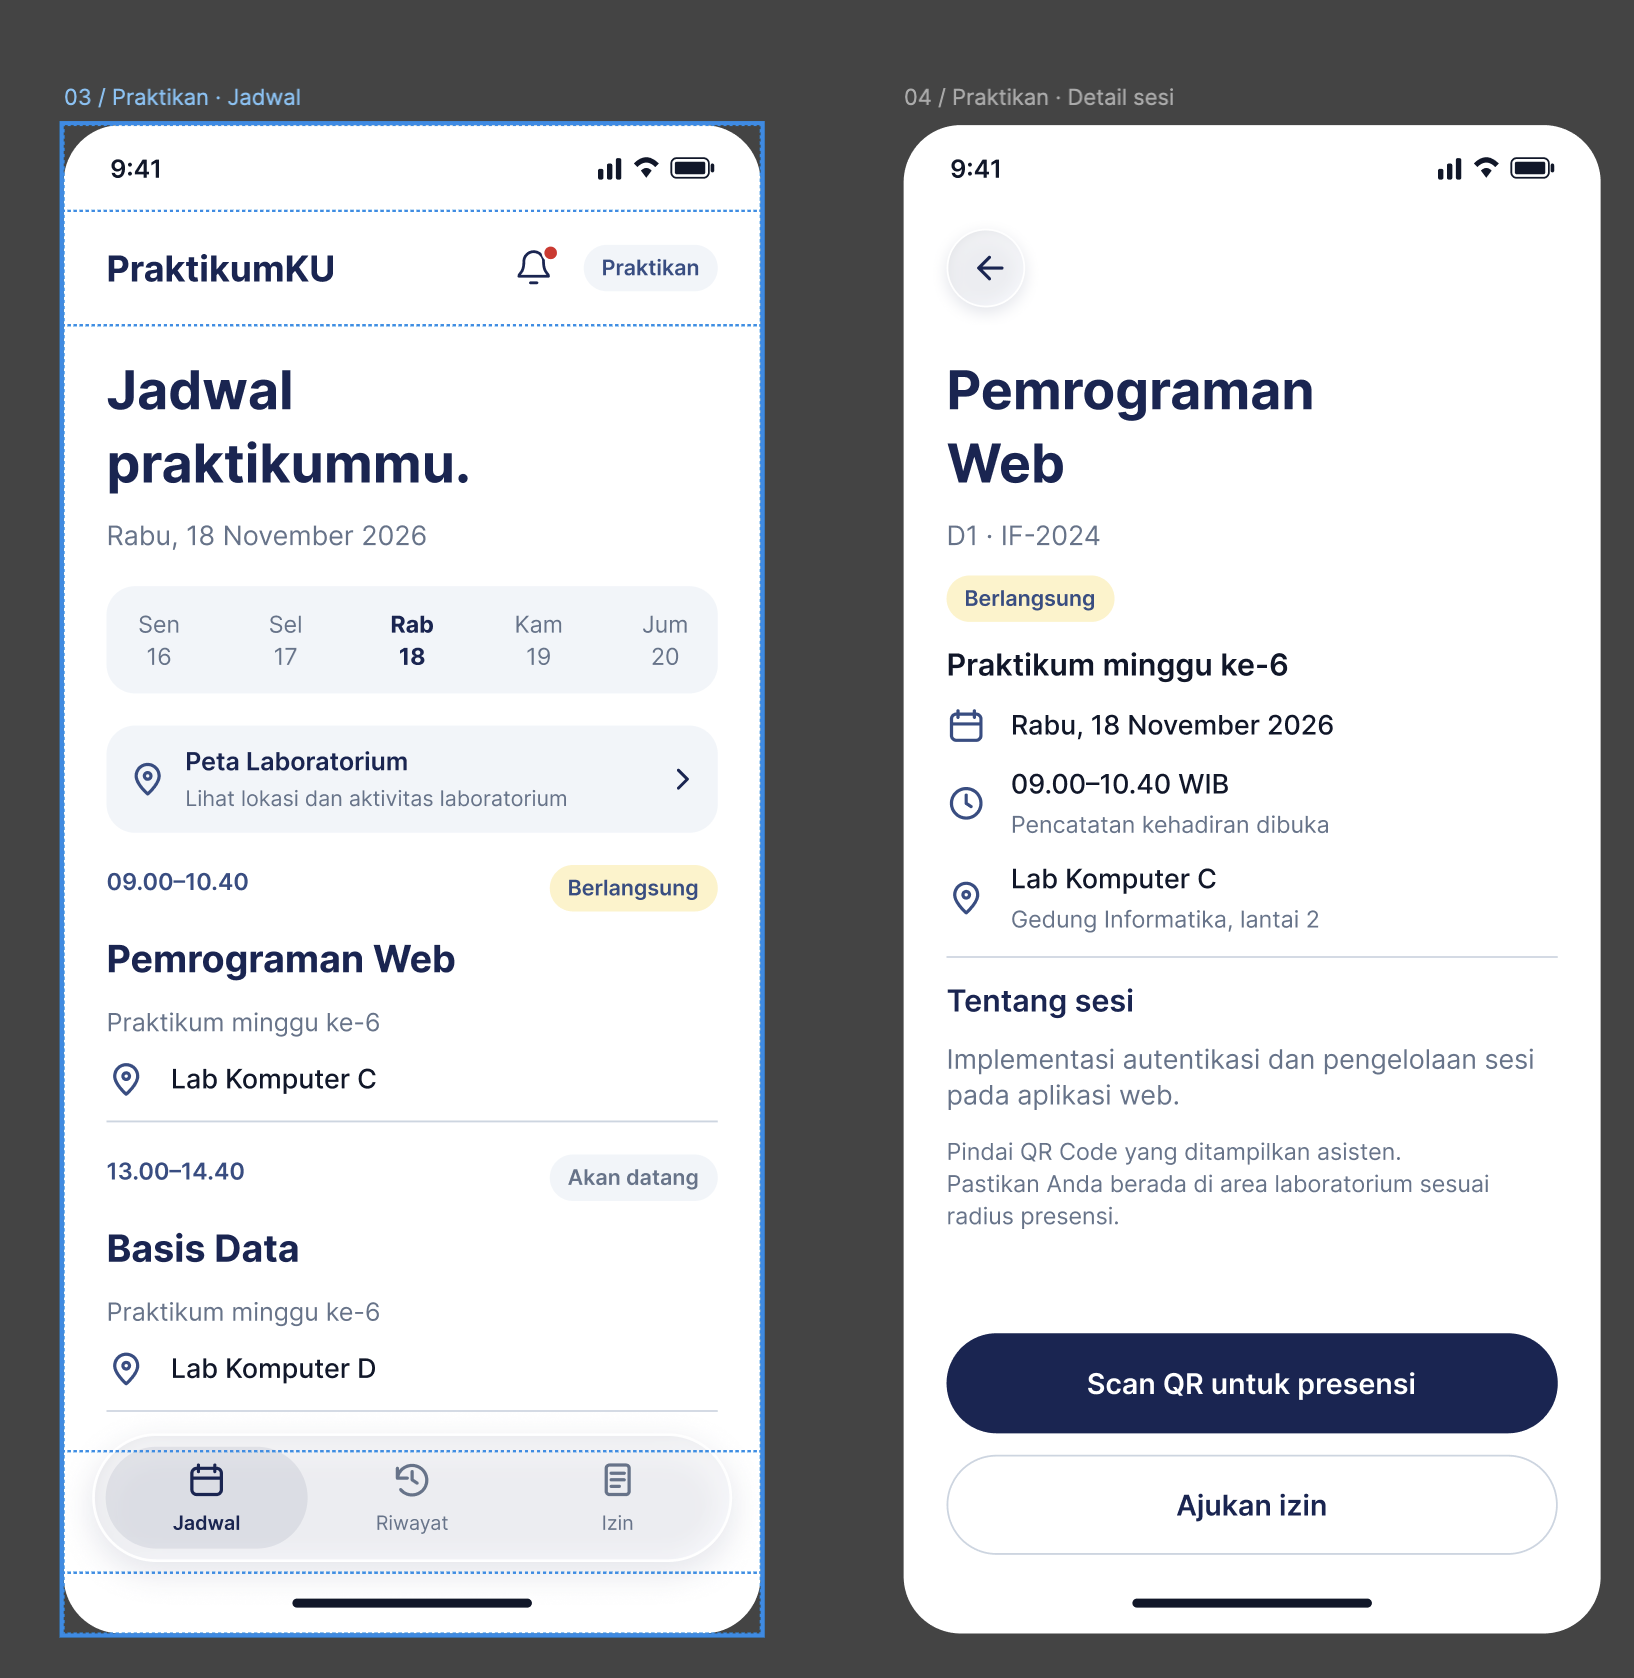 03 / Praktikan · Jadwal
9:41
PraktikumKU
Praktikan
Jadwal
praktikummu.
Rabu, 18 November 2026
Sen Sel Rab Kam Jum
16 17 18 19 20
Peta Laboratorium
Lihat lokasi dan aktivitas laboratorium
09.00–10.40
Berlangsung
Pemrograman Web
Praktikum minggu ke-6
Lab Komputer C
13.00–14.40
Akan datang
Basis Data
Praktikum minggu ke-6
Lab Komputer D
Jadwal Riwayat Izin
04 / Praktikan · Detail sesi
9:41
Pemrograman
Web
D1 · IF-2024
Berlangsung
Praktikum minggu ke-6
Rabu, 18 November 2026
09.00–10.40 WIB
Pencatatan kehadiran dibuka
Lab Komputer C
Gedung Informatika, lantai 2
Tentang sesi
Implementasi autentikasi dan pengelolaan sesi
pada aplikasi web.
Pindai QR Code yang ditampilkan asisten.
Pastikan Anda berada di area laboratorium sesuai
radius presensi.
Scan QR untuk presensi
Ajukan izin